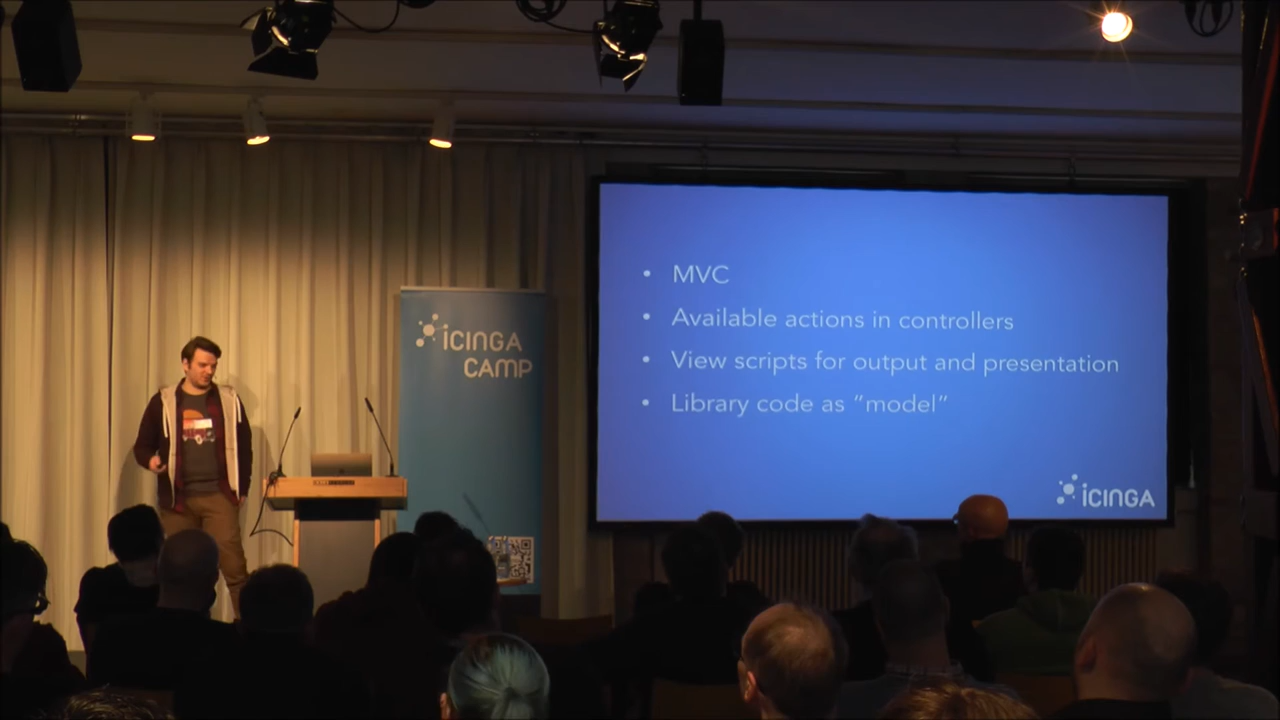 ICINGA
CAMP
• MVC
• Available actions in controllers
• View scripts for output and presentation
• Library code as “model”
ICINGA